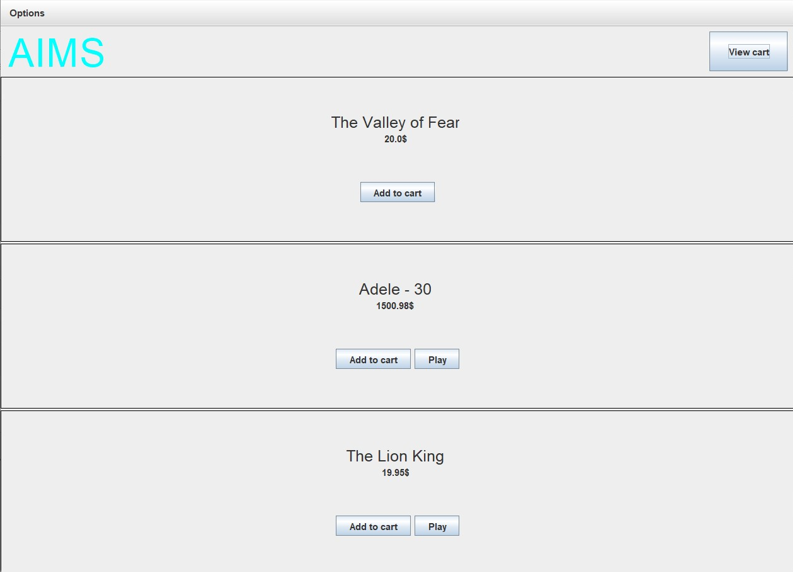 Options
AIMS
View cart
The Valley of Fear
20.0$
Add to cart
Adele - 30
1500.98$
Add to cart Play
The Lion King
19.95$
Add to cart Play